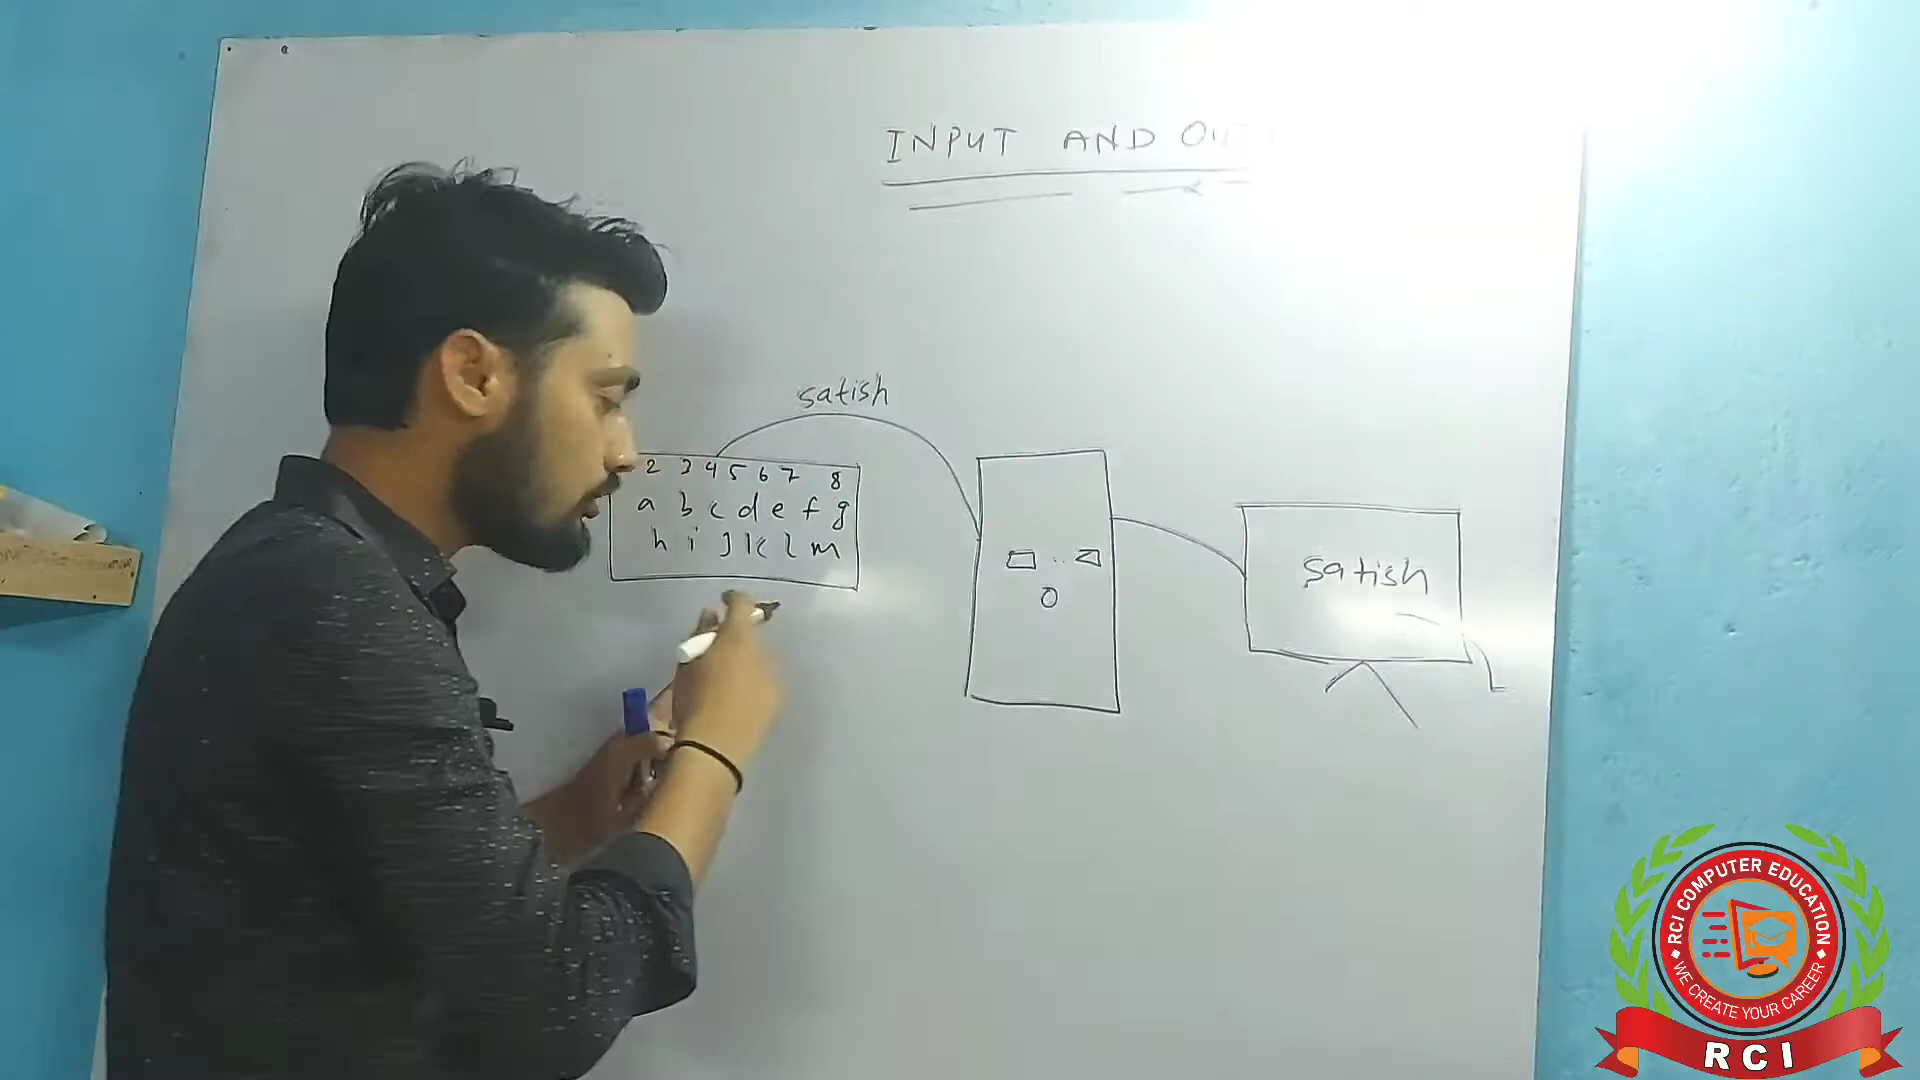 INPUT AND
satish
2 3 4 5 6 7 8
a b c d e f g
h i j k l m
satish
RCI COMPUTER EDUCATION
WE CREATE YOUR CAREER
RCI